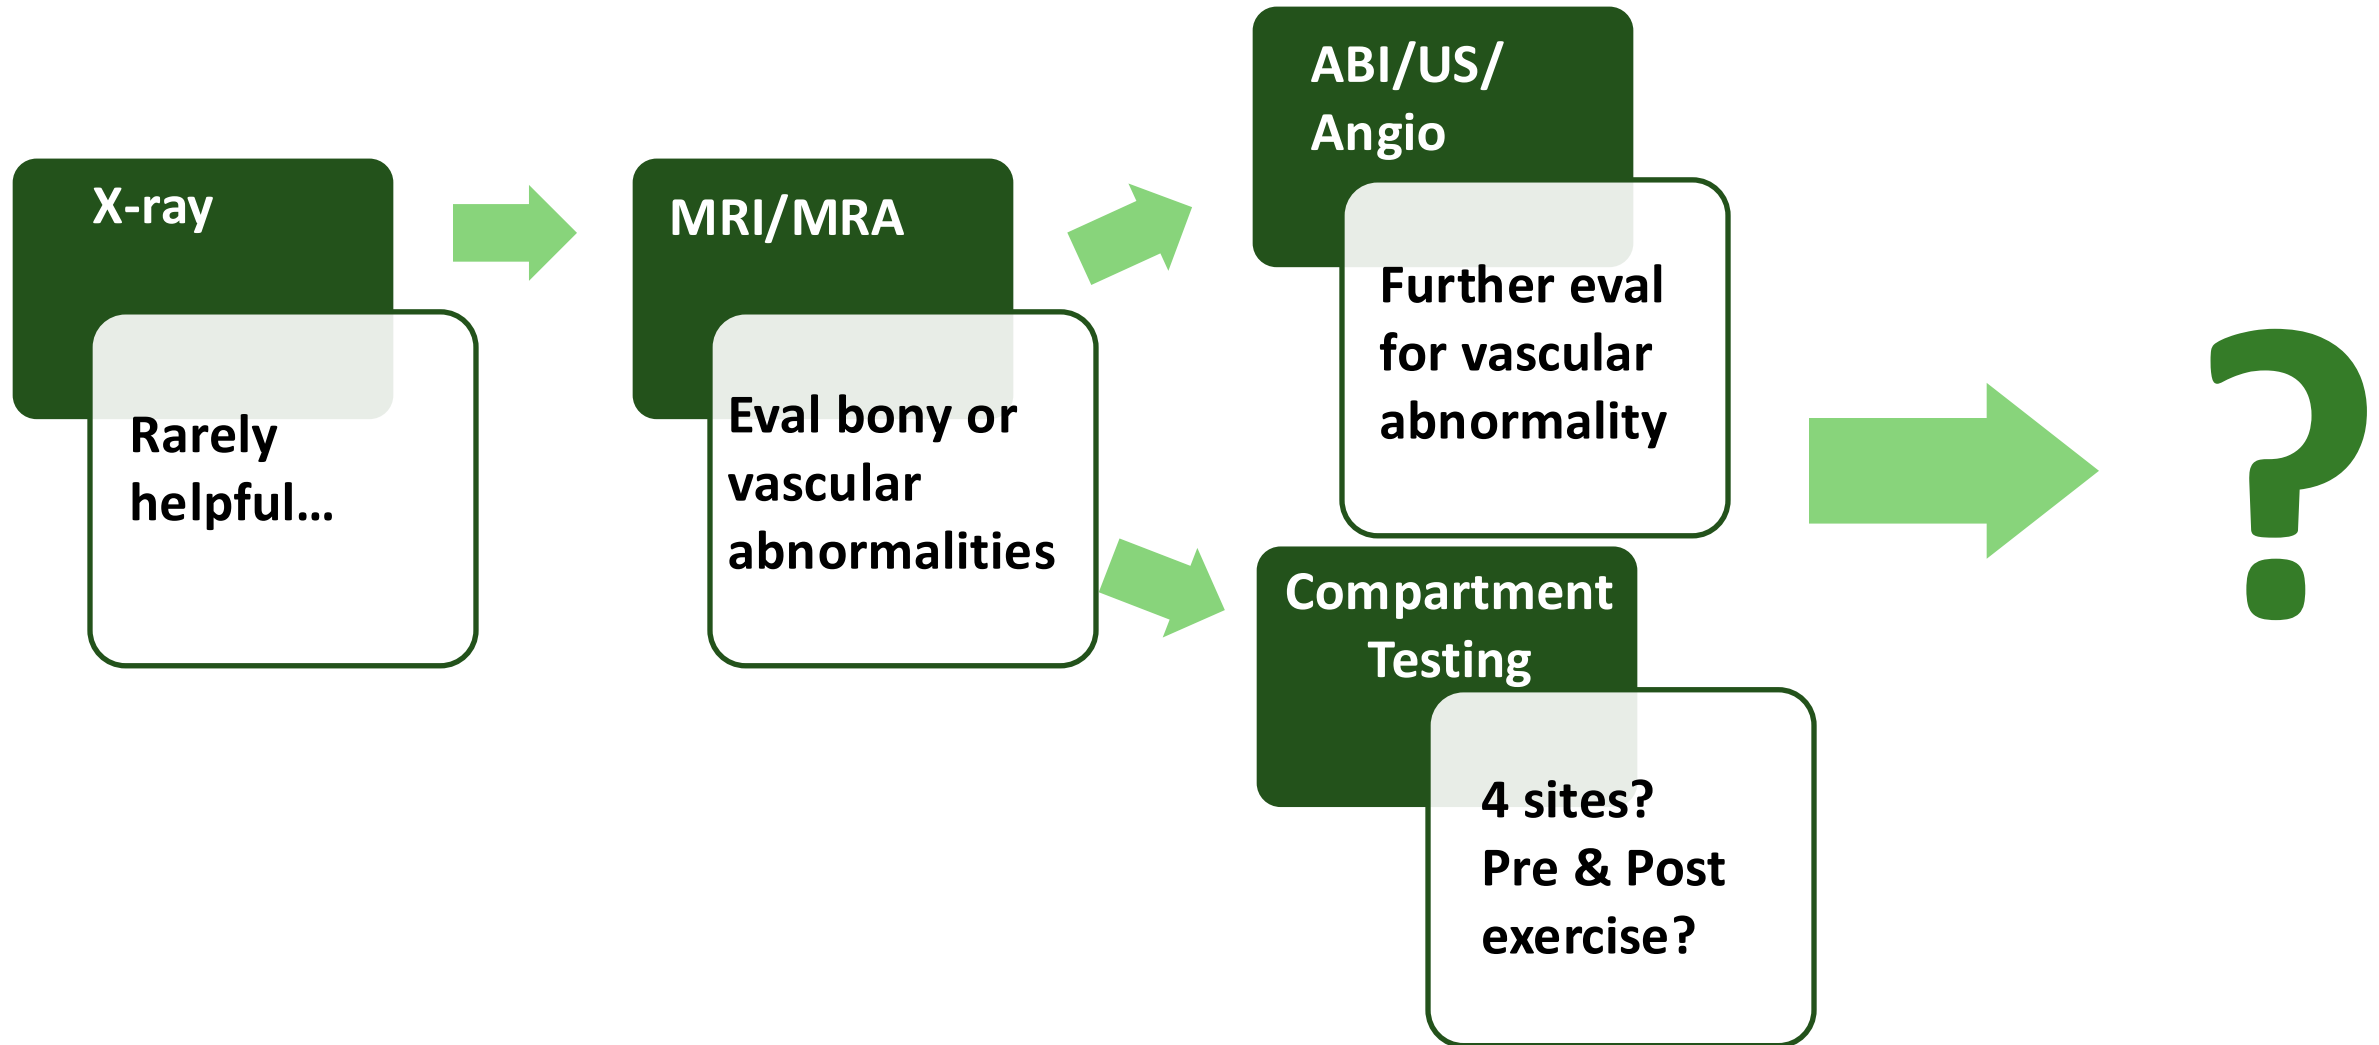 X-ray
Rarely
helpful...
MRI/MRA
Eval bony or
vascular
abnormalities
ABI/US/
Angio
Further eval
for vascular
abnormality
Compartment
Testing
4 sites?
Pre & Post
exercise?
?